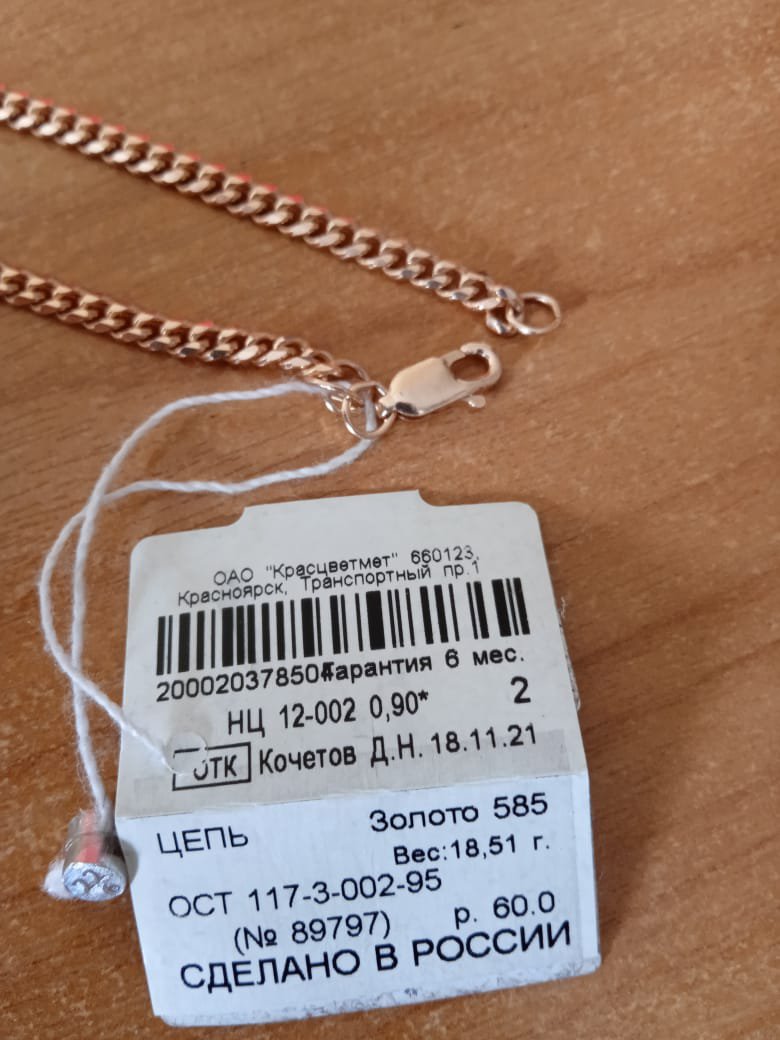 ОАО "Красцветмет" 660123,
Красноярск, Транспортный пр.1
2000203785047 Гарантия 6 мес.
НЦ 12-002 0,90* 2
ОТК Кочетов Д.Н. 18.11.21
ЦЕПЬ Золото 585
Вес:18,51 г.
ОСТ 117-3-002-95
(№ 89797) р. 60.0
СДЕЛАНО В РОССИИ